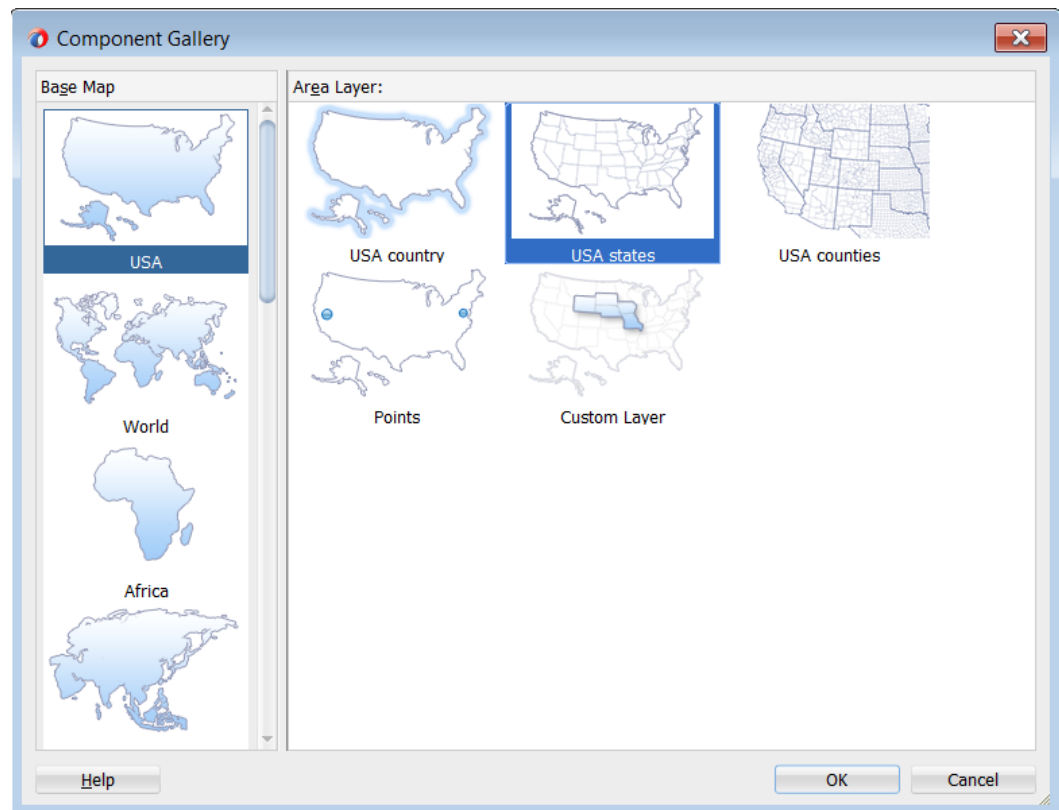 Component Gallery
Base Map
Area Layer:
USA
World
Africa
USA country
USA states
USA counties
Points
Custom Layer
Help
OK
Cancel